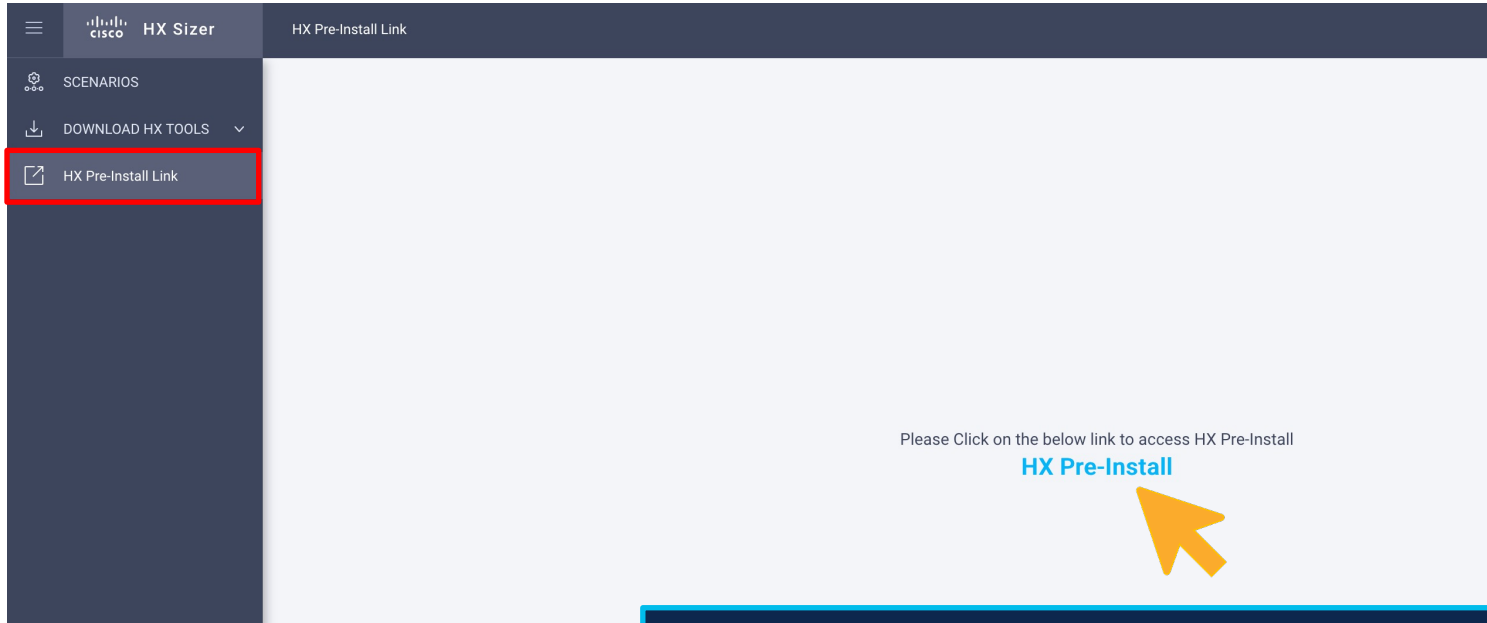 cisco HX Sizer
HX Pre-Install Link
SCENARIOS
DOWNLOAD HX TOOLS
HX Pre-Install Link
Please Click on the below link to access HX Pre-Install
HX Pre-Install